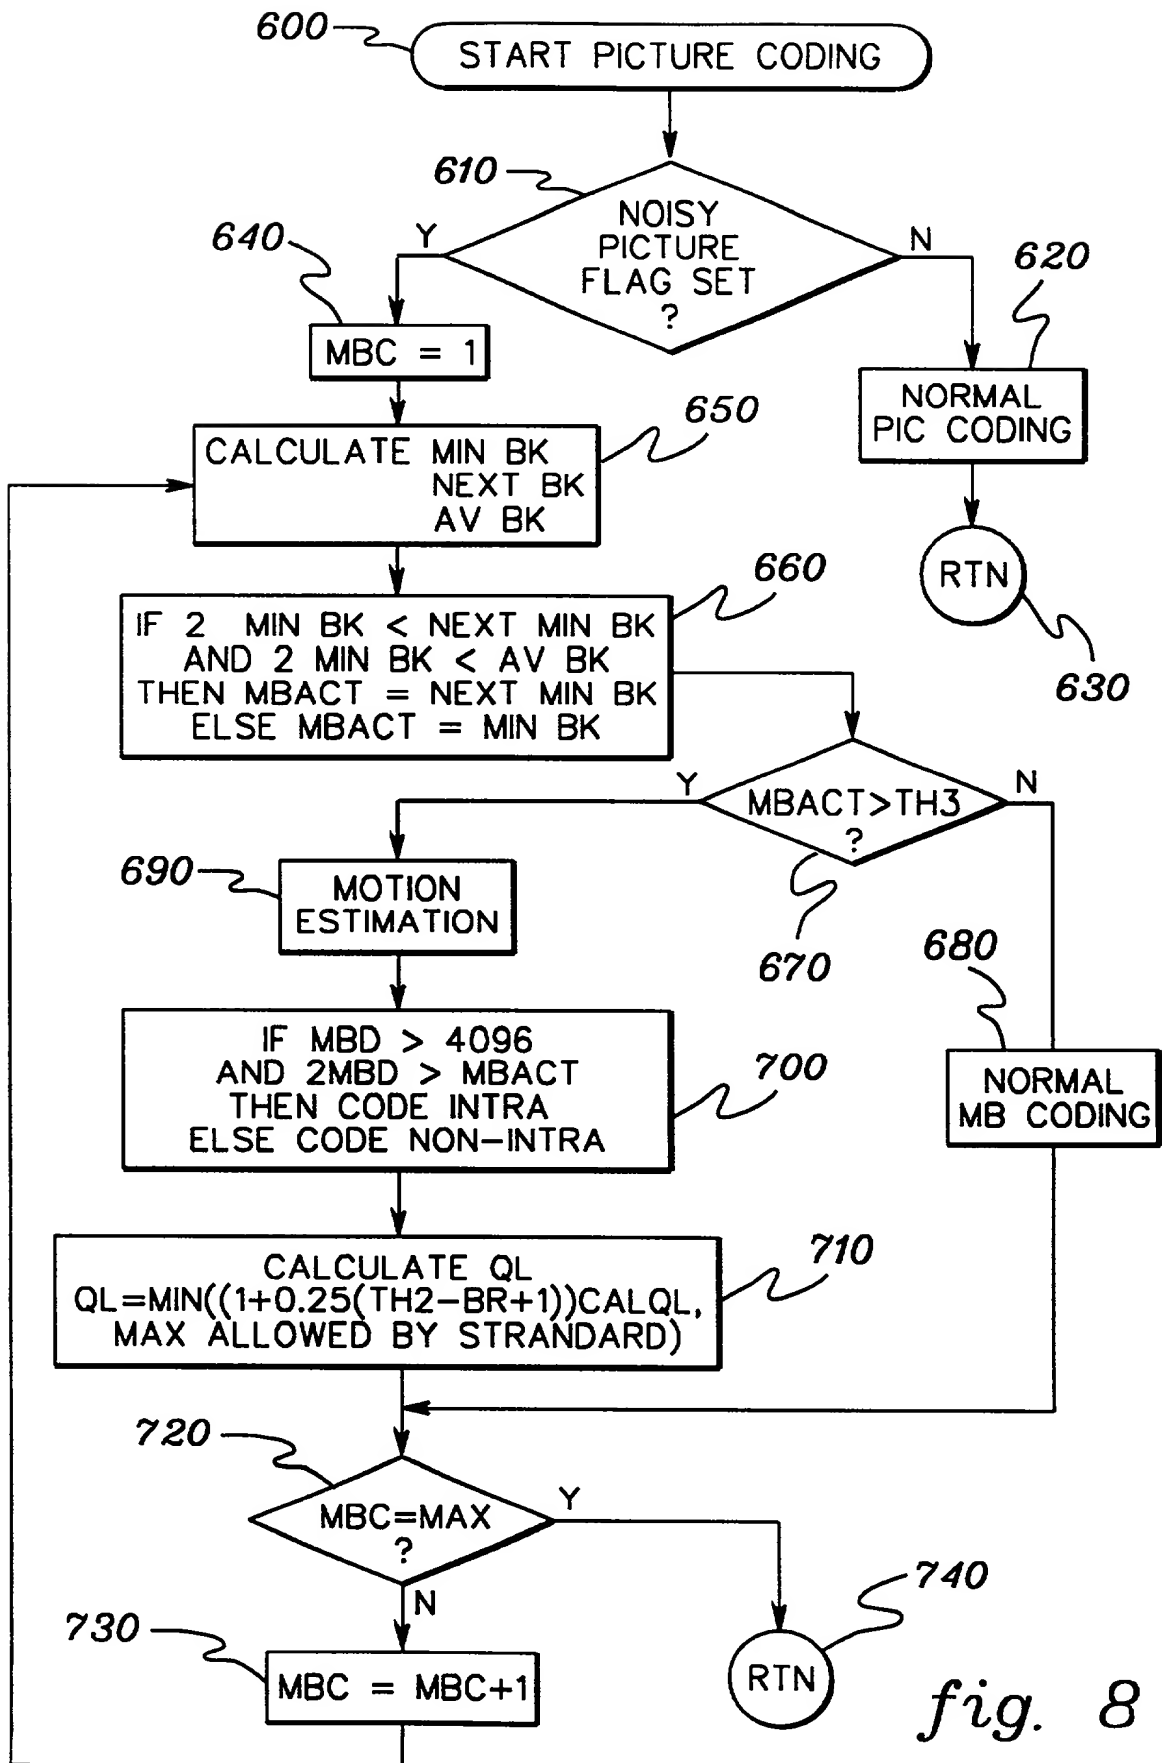 600
START PICTURE CODING
610
NOISY
PICTURE
FLAG SET
?
Y
N
640
MBC = 1
620
NORMAL
PIC CODING
RTN
630
650
CALCULATE MIN BK
NEXT BK
AV BK
660
IF 2 MIN BK < NEXT MIN BK
AND 2 MIN BK < AV BK
THEN MBACT = NEXT MIN BK
ELSE MBACT = MIN BK
Y
N
MBACT>TH3
?
670
690
MOTION
ESTIMATION
680
NORMAL
MB CODING
IF MBD > 4096
AND 2MBD > MBACT
THEN CODE INTRA
ELSE CODE NON-INTRA
700
710
CALCULATE QL
QL=MIN((1+0.25(TH2-BR+1))CALQL,
MAX ALLOWED BY STRANDARD)
720
MBC=MAX
?
Y
N
730
MBC = MBC+1
740
RTN
fig. 8